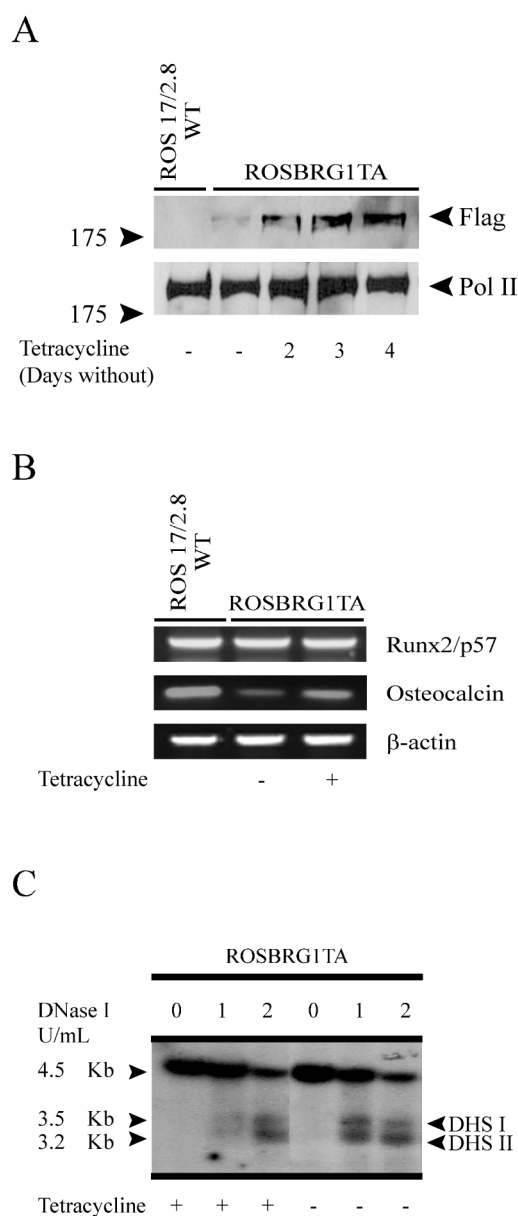 A
ROS 17/2.8
WT
ROSBRG1TA
175
Flag
175
Pol II
Tetracycline - - 2 3 4
(Days without)
B
ROS 17/2.8
WT
ROSBRG1TA
Runx2/p57
Osteocalcin
β-actin
Tetracycline - +
C
ROSBRG1TA
DNase I 0 1 2 0 1 2
U/mL
4.5 Kb
3.5 Kb
DHS I
3.2 Kb
DHS II
Tetracycline + + + - - -